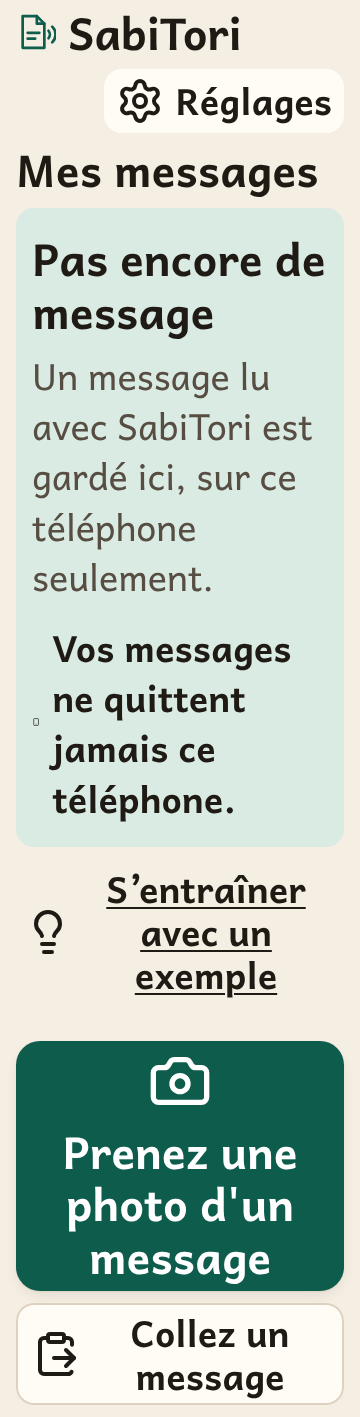 SabiTori
Réglages
Mes messages
Pas encore de
message
Un message lu
avec SabiTori est
gardé ici, sur ce
téléphone
seulement.
Vos messages
ne quittent
jamais ce
téléphone.
S’entraîner
avec un
exemple
Prenez une
photo d'un
message
Collez un
message